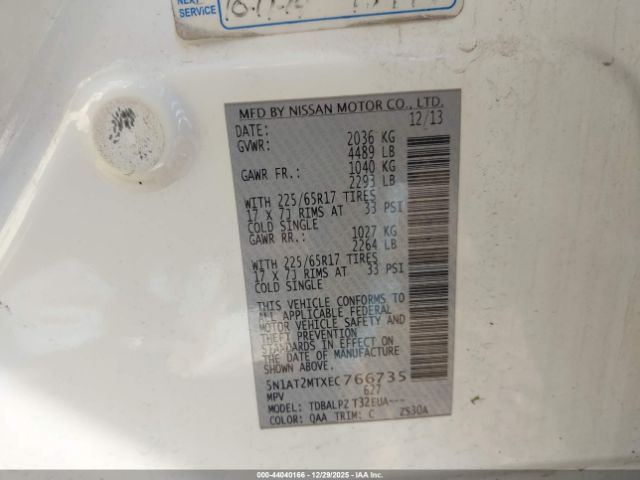 NEXT
SERVICE
MFD BY NISSAN MOTOR CO., LTD.
DATE: 12/13
GVWR: 2036 KG
4489 LB
GAWR FR.: 1040 KG
2293 LB
WITH 225/65R17 TIRES
17 X 7J RIMS AT 33 PSI
COLD SINGLE
GAWR RR.: 1027 KG
2264 LB
WITH 225/65R17 TIRES
17 X 7J RIMS AT 33 PSI
COLD SINGLE
THIS VEHICLE CONFORMS TO
ALL APPLICABLE FEDERAL
MOTOR VEHICLE SAFETY AND
THEFT PREVENTION
STANDARDS IN EFFECT ON
THE DATE OF MANUFACTURE
SHOWN ABOVE.
5N1AT2MTXEC766735
MPV 627
MODEL: TDBALPZ T32EUA---
COLOR: QAA TRIM: C ZS30A
000-44040166 - 12/29/2025 - IAAI.CA